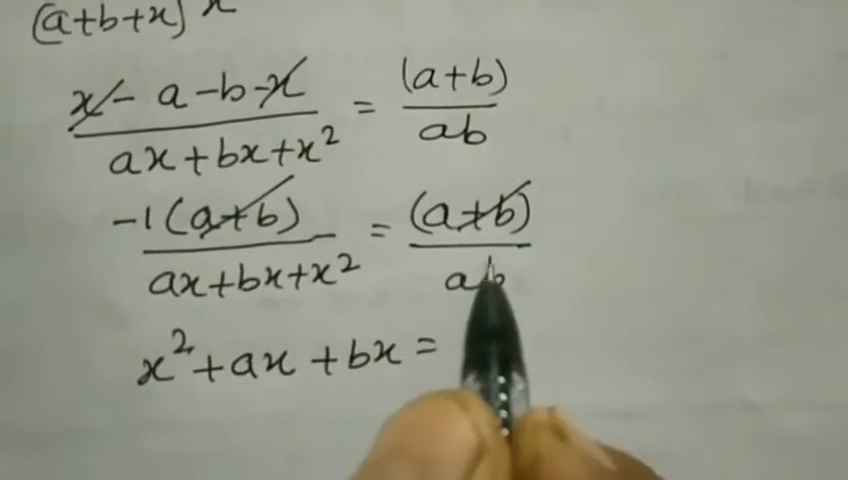 (a+b+x) x
x - a - b - x / ax + bx + x² = (a+b) / ab
-1 (a+b) / ax+bx+x² = (a+b) / ab
x² + ax + bx =